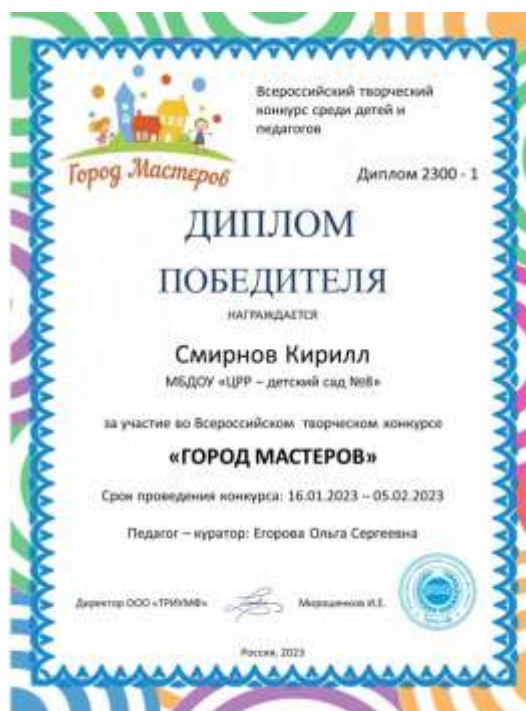 Всероссийский творческий
конкурс среди детей и
педагогов
Город Мастеров
Диплом 2300 - 1
ДИПЛОМ
ПОБЕДИТЕЛЯ
НАГРАЖДАЕТСЯ
Смирнов Кирилл
МБДОУ «ЦРР – детский сад №8»
за участие во Всероссийском творческом конкурсе
«ГОРОД МАСТЕРОВ»
Срок проведения конкурса: 16.01.2023 – 05.02.2023
Педагог – куратор: Егорова Ольга Сергеевна
Директор ООО «ТРИУМФ» Мирошенков И.Е.
Россия, 2023